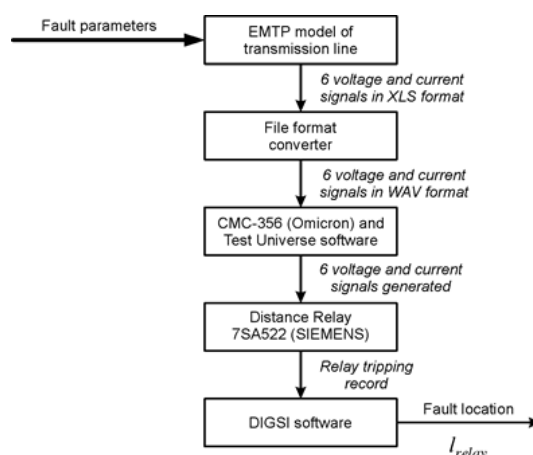 Fault parameters
EMTP model of
transmission line
6 voltage and current
signals in XLS format
File format
converter
6 voltage and current
signals in WAV format
CMC-356 (Omicron) and
Test Universe software
6 voltage and current
signals generated
Distance Relay
7SA522 (SIEMENS)
Relay tripping
record
DIGSI software
Fault location
l_relay